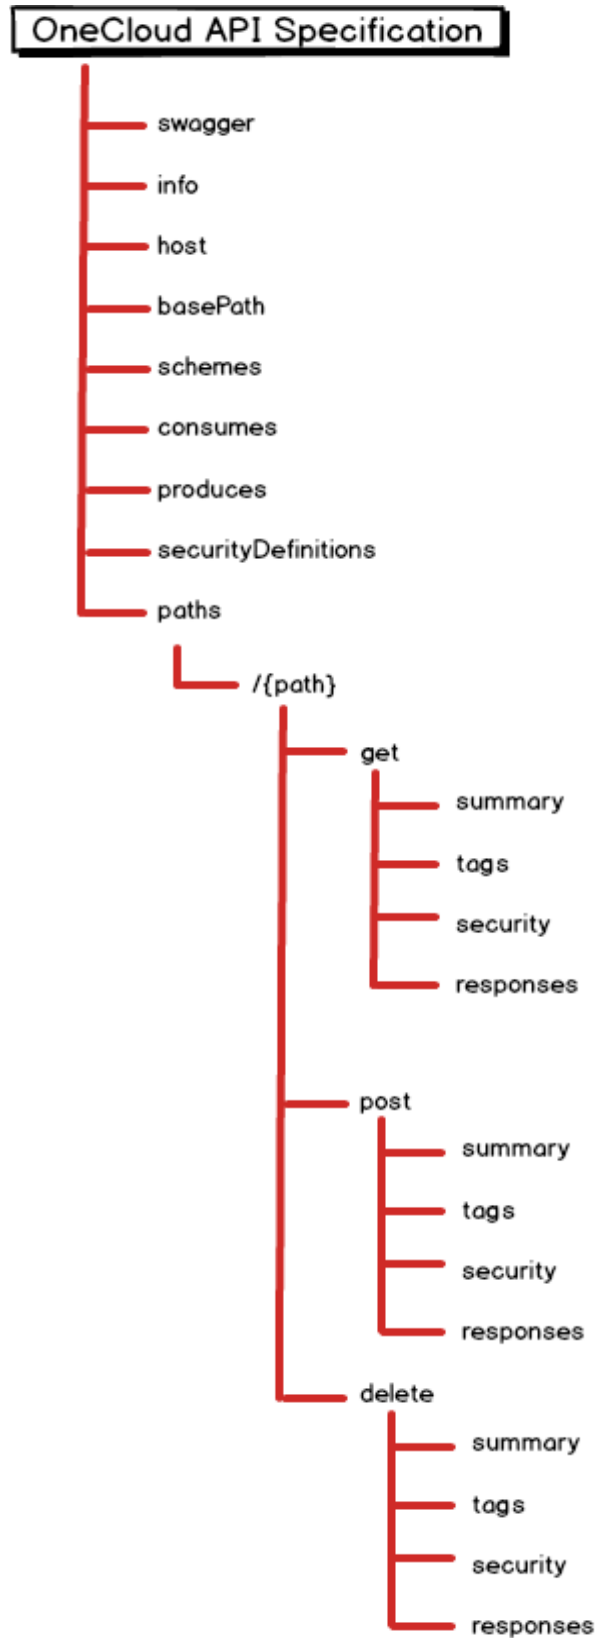 OneCloud API Specification
swagger
info
host
basePath
schemes
consumes
produces
securityDefinitions
paths
/{path}
get
summary
tags
security
responses
post
summary
tags
security
responses
delete
summary
tags
security
responses